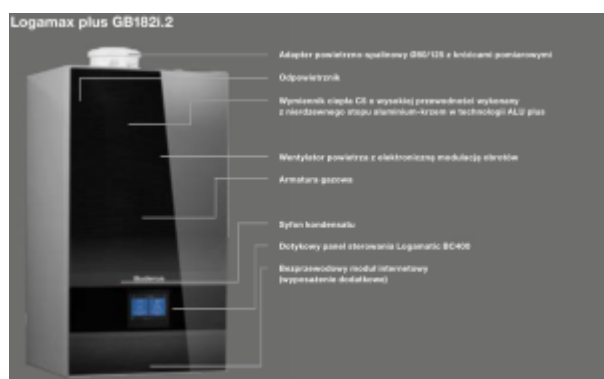 Logamax plus GB182i.2
Adapter powietrzno-spalinowy Ø80/125 z króćcami pomiarowymi
Odpowietrznik
Wymiennik ciepła CS o wysokiej przewodności wykonany
z nierdzewnego stopu aluminium-krzem w technologii ALU plus
Wentylator powietrza z elektroniczną modulacją obrotów
Armatura gazowa
Syfon kondensatu
Dotykowy panel sterowania Logamatic BC400
Bezprzewodowy moduł internetowy
(wyposażenie dodatkowe)
Buderus